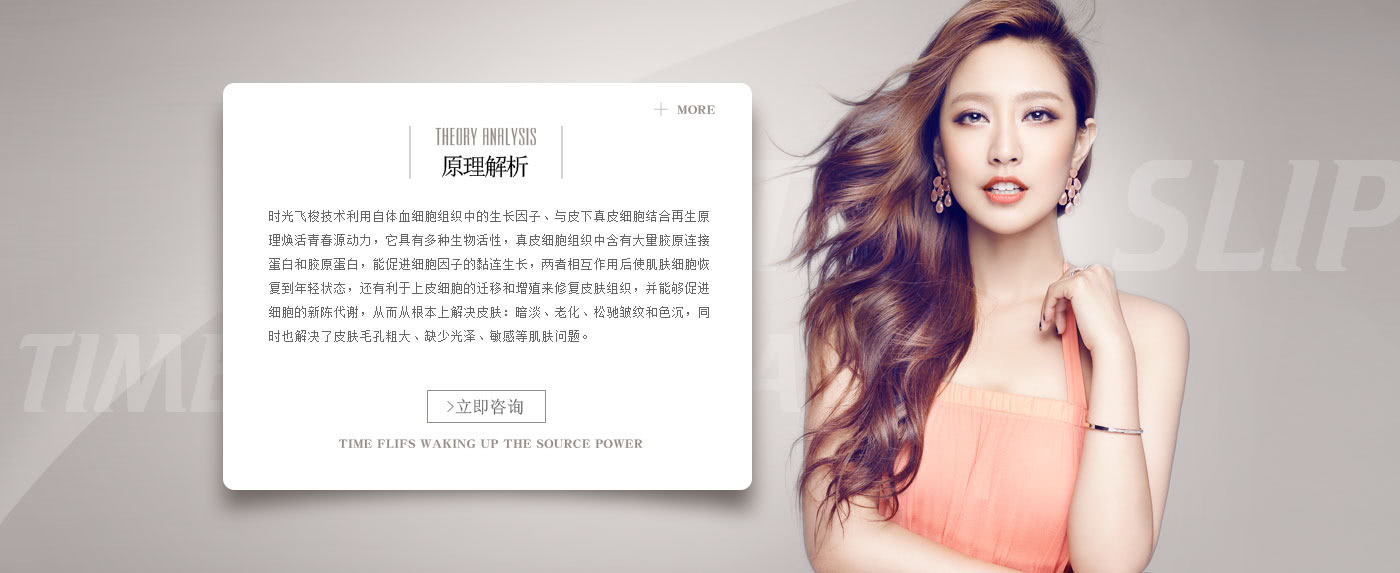 + MORE
THEORY ANALYSIS
原理解析
时光飞梭技术利用自体血细胞组织中的生长因子、与皮下真皮细胞结合再生原
理焕活青春源动力，它具有多种生物活性，真皮细胞组织中含有大量胶原连接
蛋白和胶原蛋白，能促进细胞因子的黏连生长，两者相互作用后使肌肤细胞恢
复到年轻状态，还有利于上皮细胞的迁移和增殖来修复皮肤组织，并能够促进
细胞的新陈代谢，从而从根本上解决皮肤：暗淡、老化、松驰皱纹和色沉，同
时也解决了皮肤毛孔粗大、缺少光泽、敏感等肌肤问题。
>立即咨询
TIME FLIFS WAKING UP THE SOURCE POWER
SLIP
TIME